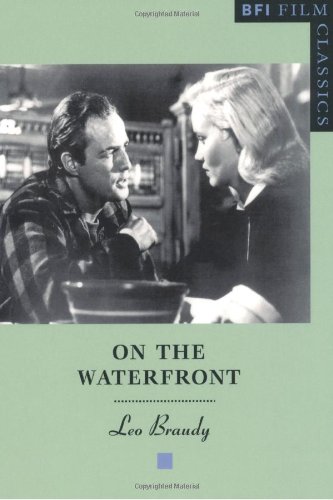 BFI FILM
CLASSICS
ON THE
WATERFRONT
Leo Braudy